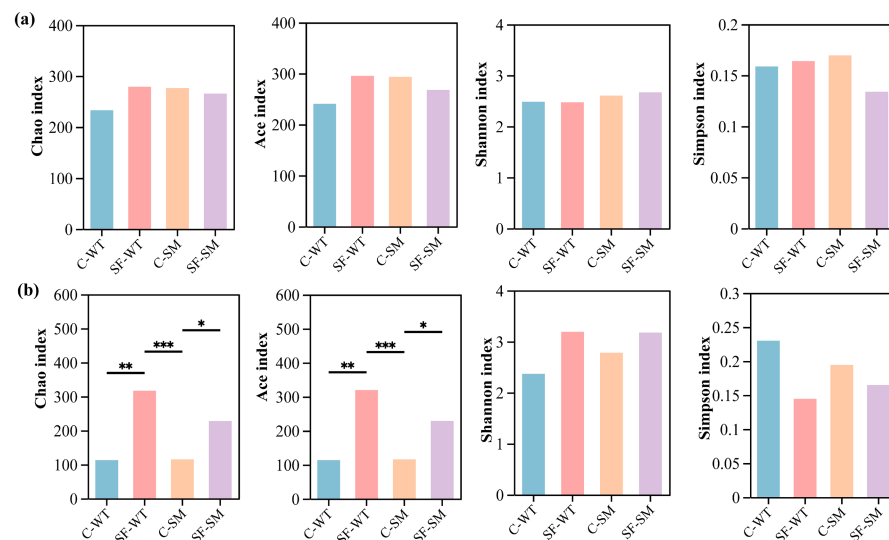 (a)
Chao index
400
300
200
100
0
C-WT
SF-WT
C-SM
SF-SM
Ace index
400
300
200
100
0
C-WT
SF-WT
C-SM
SF-SM
Shannon index
4
3
2
1
0
C-WT
SF-WT
C-SM
SF-SM
Simpson index
0.2
0.15
0.1
0.05
0
C-WT
SF-WT
C-SM
SF-SM
(b)
Chao index
600
500
400
300
200
100
0
**
***
*
C-WT
SF-WT
C-SM
SF-SM
Ace index
600
500
400
300
200
100
0
**
***
*
C-WT
SF-WT
C-SM
SF-SM
Shannon index
4
3
2
1
0
C-WT
SF-WT
C-SM
SF-SM
Simpson index
0.3
0.25
0.2
0.15
0.1
0.05
0
C-WT
SF-WT
C-SM
SF-SM